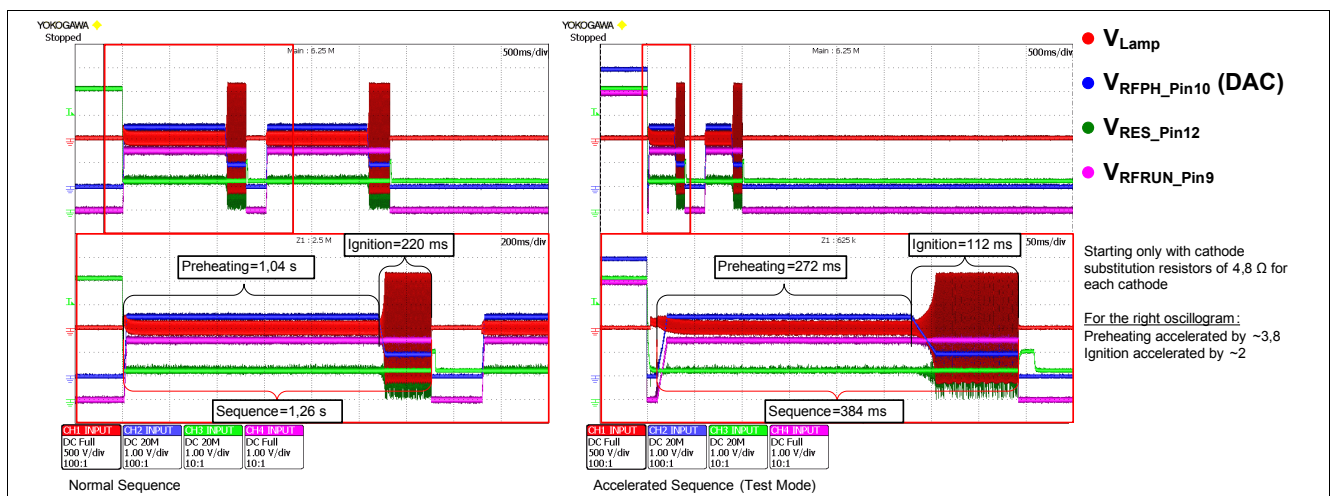 YOKOGAWA
Stopped
Main : 6.25 M
500ms/div
Z1 : 2.5 M
200ms/div
Preheating=1,04 s
Ignition=220 ms
Sequence=1,26 s
CH1 INPUT
DC Full
500 V/div
100:1
CH2 INPUT
DC 20M
1.00 V/div
100:1
CH3 INPUT
DC 20M
1.00 V/div
10:1
CH4 INPUT
DC Full
1.00 V/div
10:1
Normal Sequence
YOKOGAWA
Stopped
Main : 6.25 M
500ms/div
Z1 : 625 k
50ms/div
Preheating=272 ms
Ignition=112 ms
Sequence=384 ms
CH1 INPUT
DC Full
500 V/div
100:1
CH2 INPUT
DC 20M
1.00 V/div
100:1
CH3 INPUT
DC 20M
1.00 V/div
10:1
CH4 INPUT
DC Full
1.00 V/div
10:1
Accelerated Sequence (Test Mode)
VLamp
VRFPH_Pin10 (DAC)
VRES_Pin12
VRFRUN_Pin9
Starting only with cathode
substitution resistors of 4,8 Ω for
each cathode
For the right oscillogram :
Preheating accelerated by ~3,8
Ignition accelerated by ~2